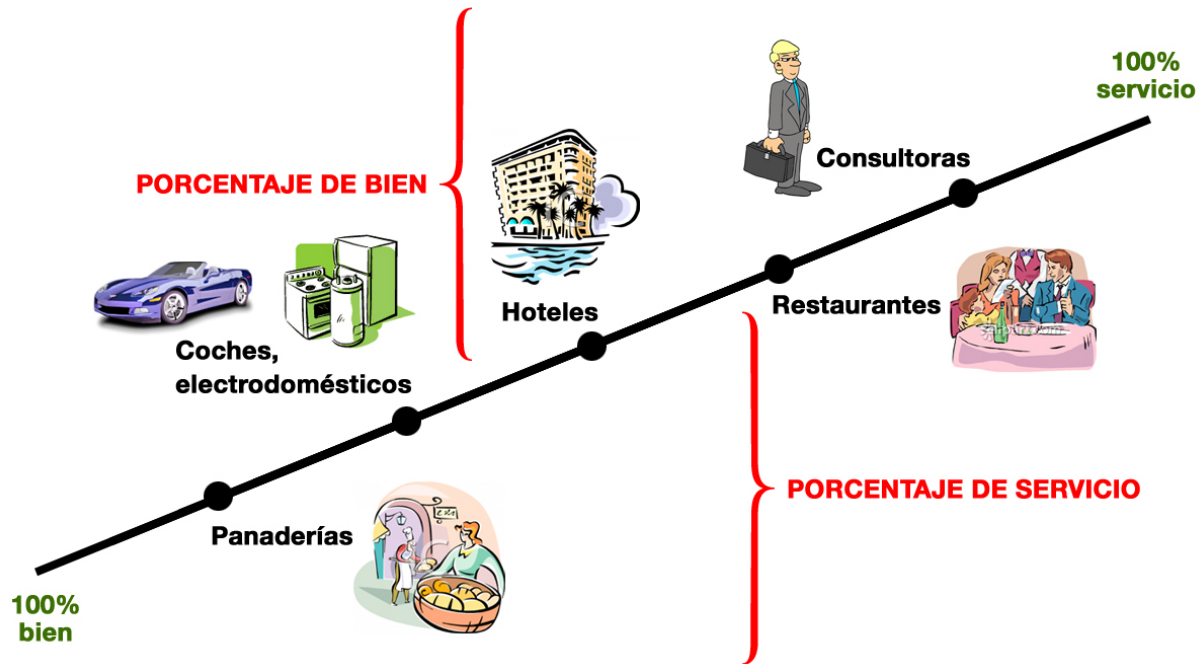 100%
servicio
Consultoras
PORCENTAJE DE BIEN
Hoteles
Restaurantes
Coches,
electrodomésticos
PORCENTAJE DE SERVICIO
Panaderías
100%
bien